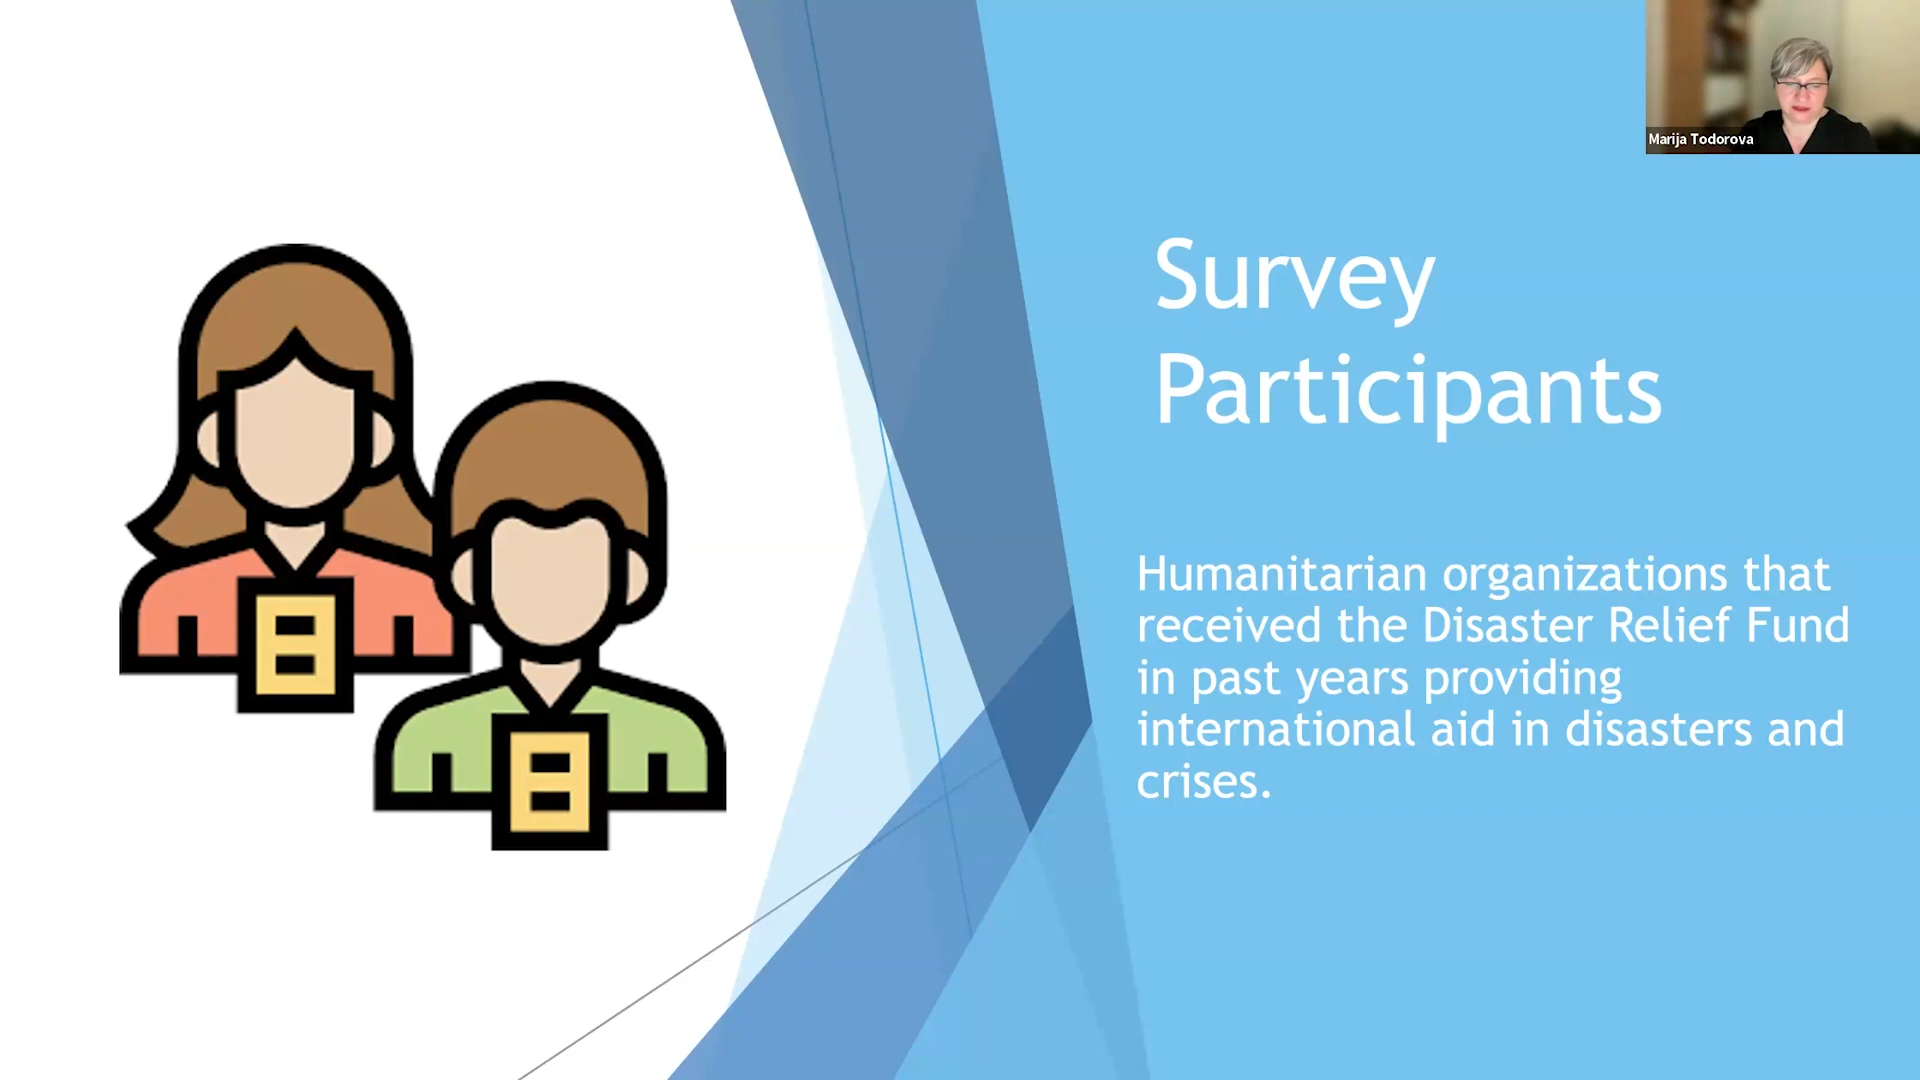 Marija Todorova
Survey
Participants
Humanitarian organizations that
received the Disaster Relief Fund
in past years providing
international aid in disasters and
crises.